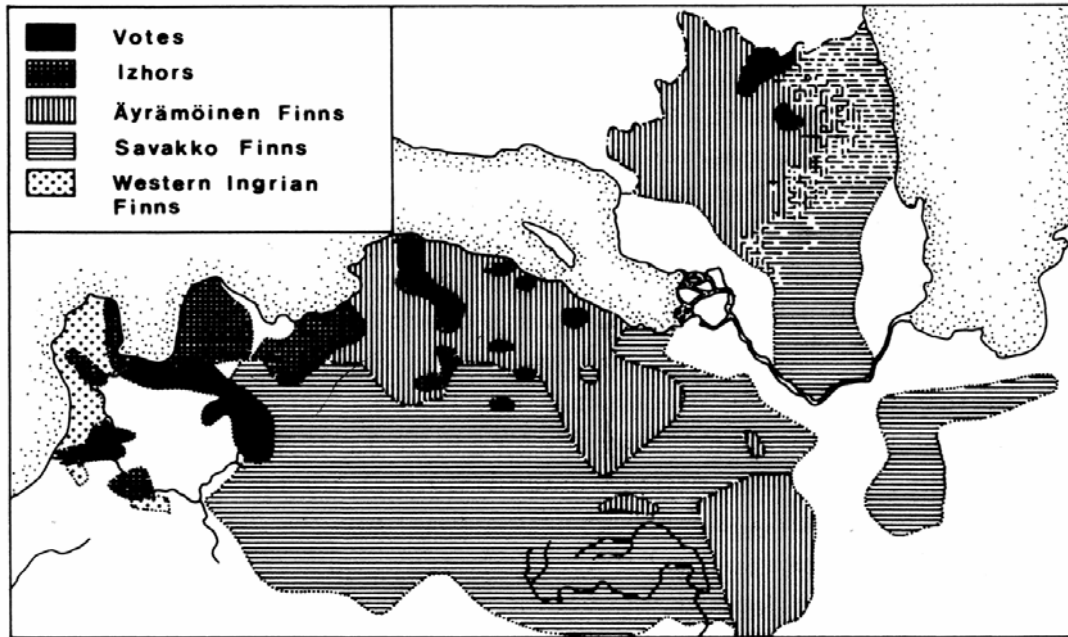 Votes
Izhors
Äyrämöinen Finns
Savakko Finns
Western Ingrian
Finns